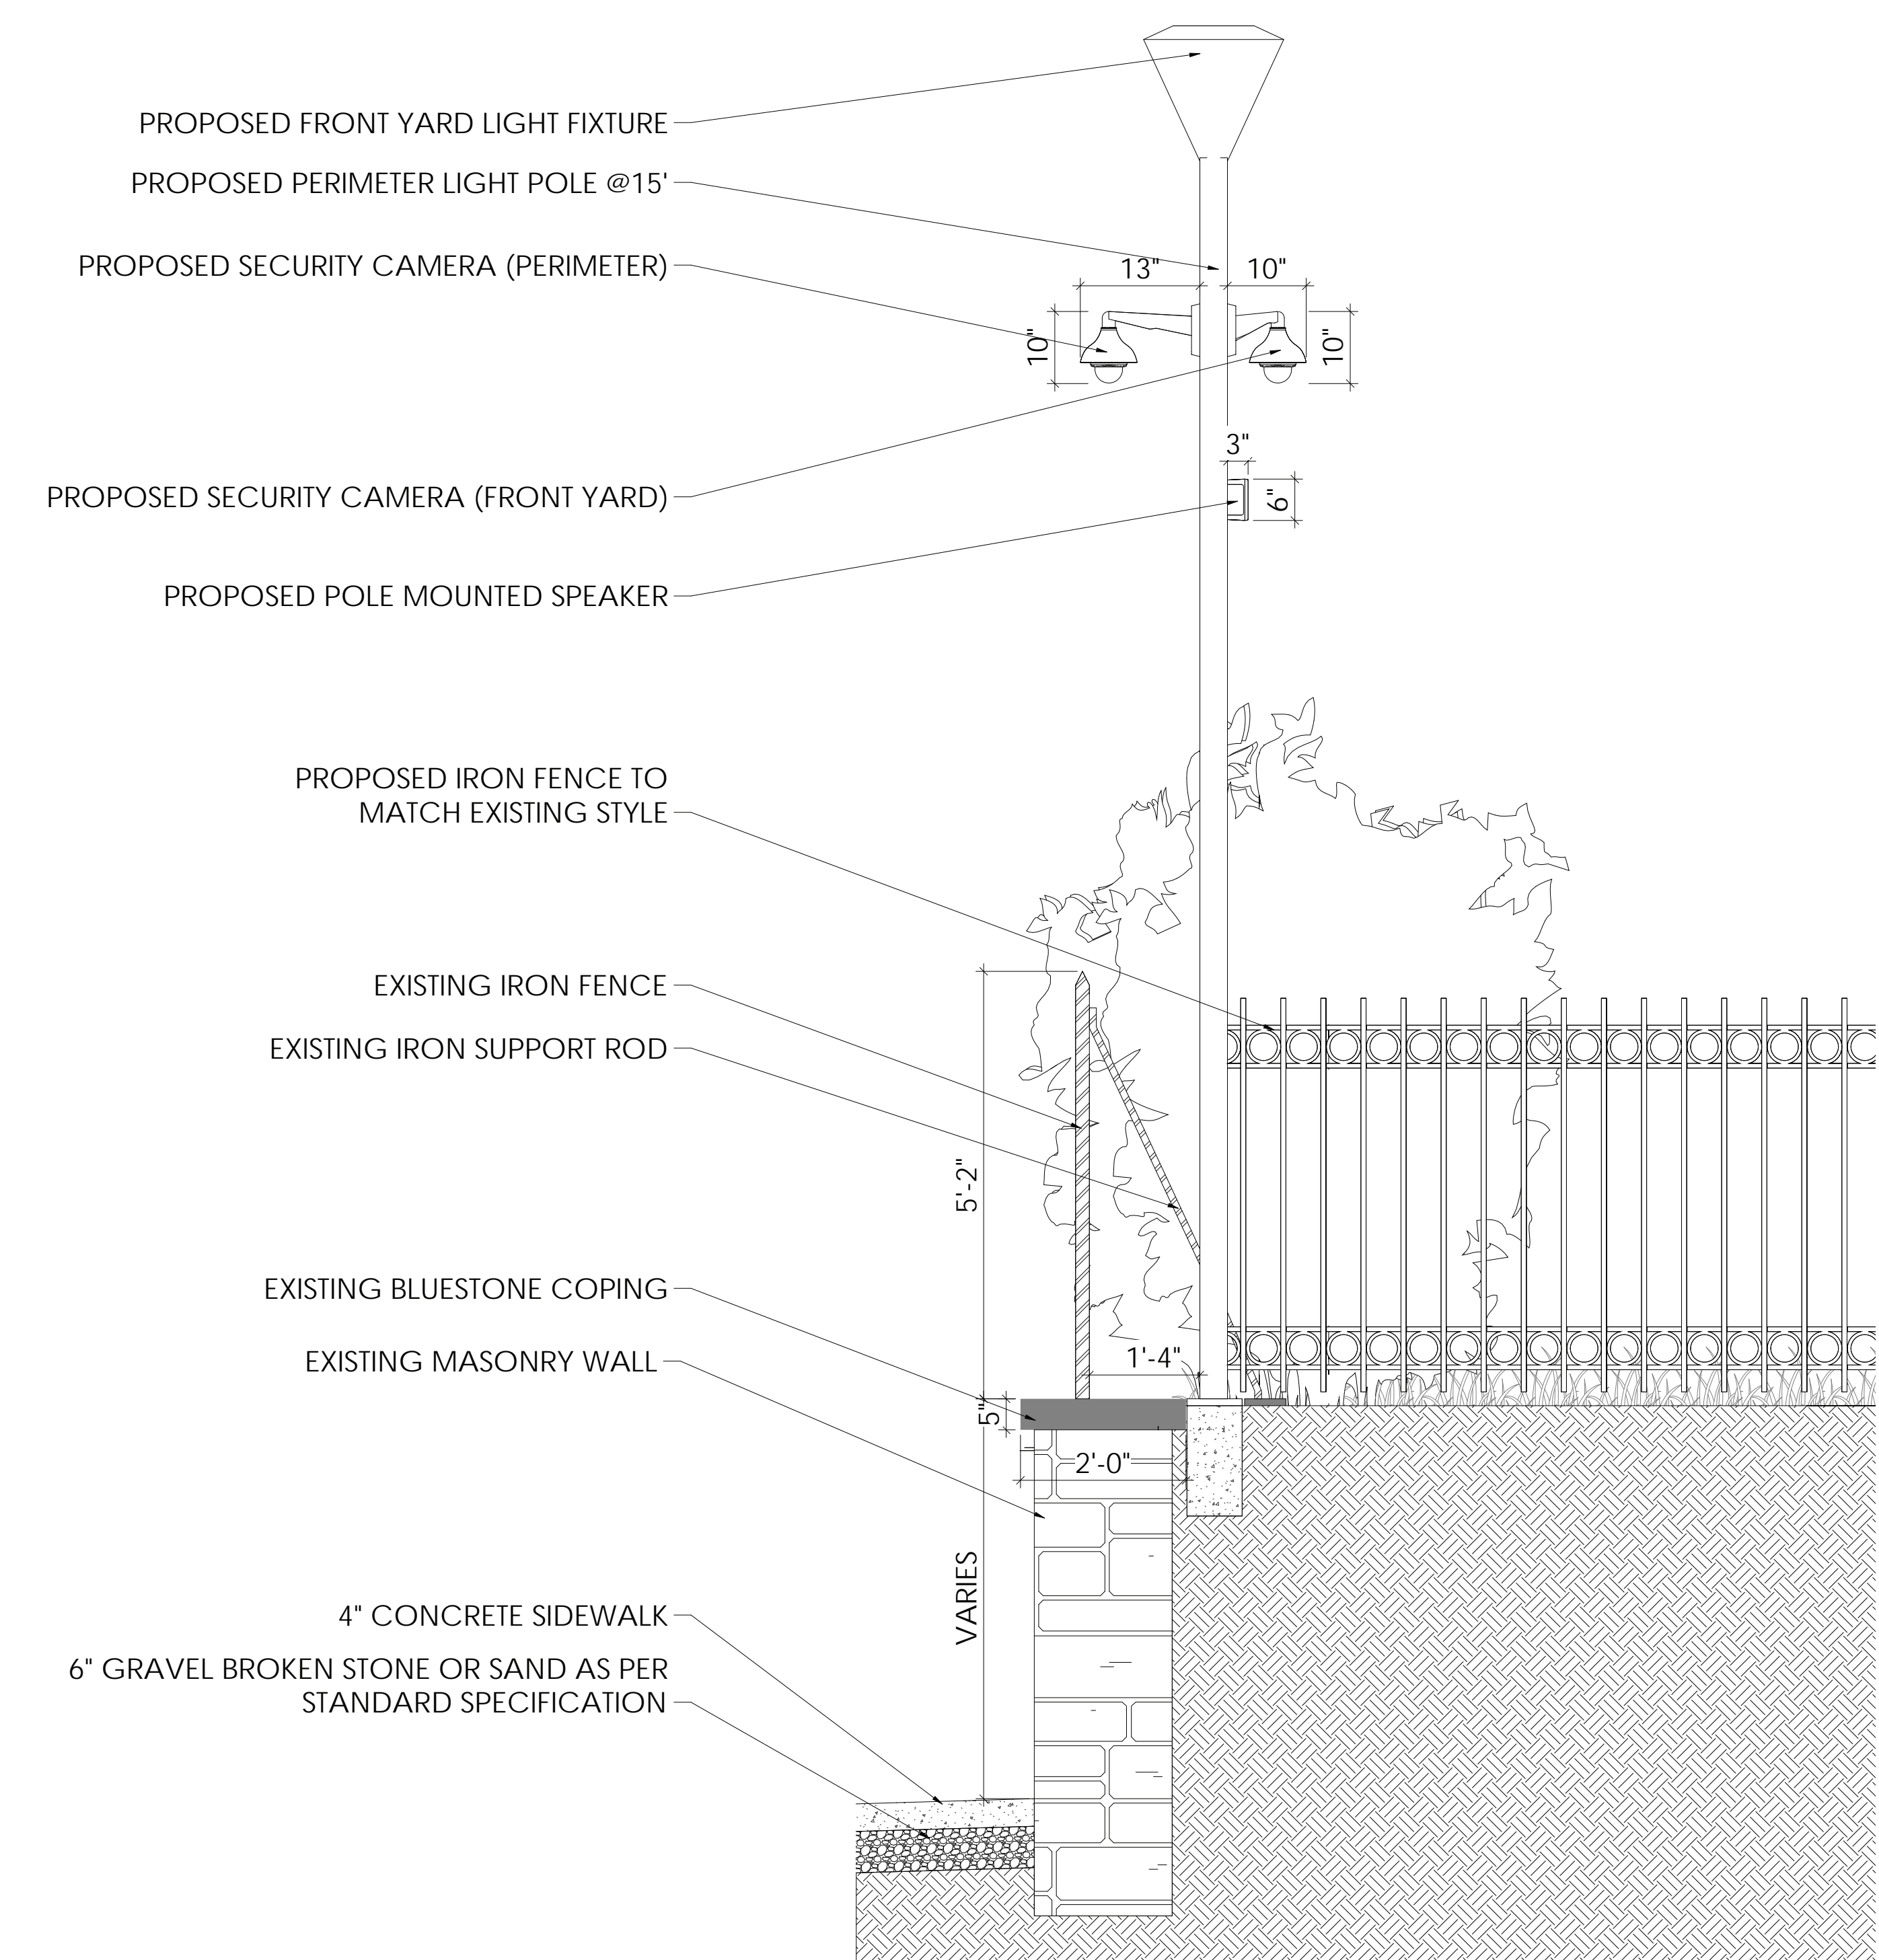 PROPOSED FRONT YARD LIGHT FIXTURE
PROPOSED PERIMETER LIGHT POLE @15'
PROPOSED SECURITY CAMERA (PERIMETER)
13"
10"
10"
10"
PROPOSED SECURITY CAMERA (FRONT YARD)
3"
6"
PROPOSED POLE MOUNTED SPEAKER
PROPOSED IRON FENCE TO
MATCH EXISTING STYLE
EXISTING IRON FENCE
EXISTING IRON SUPPORT ROD
5'-2"
EXISTING BLUESTONE COPING
EXISTING MASONRY WALL
1'-4"
5"
2'-0"
VARIES
4" CONCRETE SIDEWALK
6" GRAVEL BROKEN STONE OR SAND AS PER
STANDARD SPECIFICATION